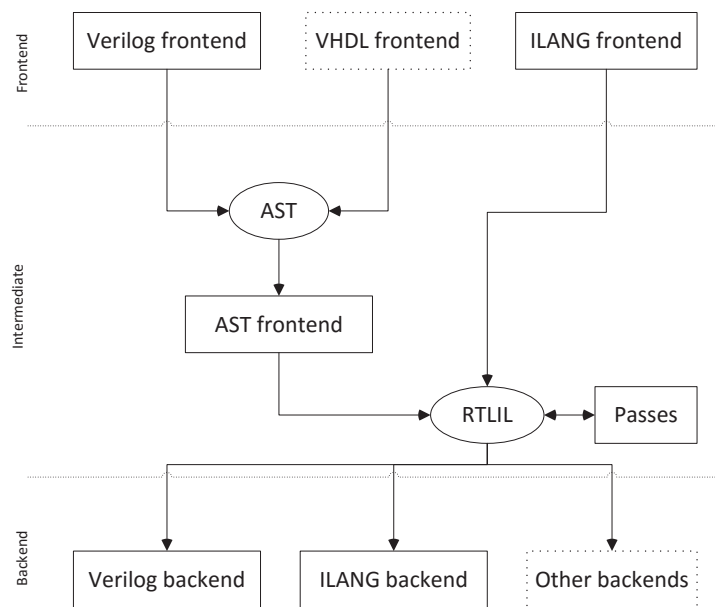 Frontend
Verilog frontend
VHDL frontend
ILANG frontend
Intermediate
AST
AST frontend
RTLIL
Passes
Backend
Verilog backend
ILANG backend
Other backends